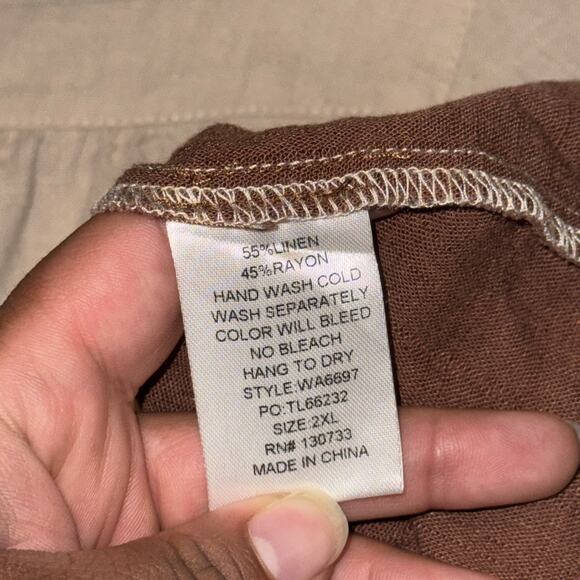 55%LINEN
45%RAYON
HAND WASH COLD
WASH SEPARATELY
COLOR WILL BLEED
NO BLEACH
HANG TO DRY
STYLE:WA6697
PO:TL66232
SIZE:2XL
RN# 130733
MADE IN CHINA